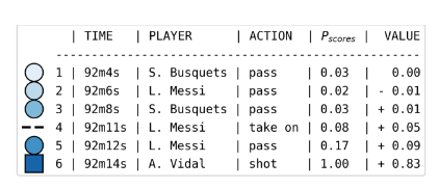 | TIME | PLAYER | ACTION | P_scores | VALUE
1 | 92m4s | S. Busquets | pass | 0.03 | 0.00
2 | 92m6s | L. Messi | pass | 0.02 | - 0.01
3 | 92m8s | S. Busquets | pass | 0.03 | + 0.01
4 | 92m11s | L. Messi | take on | 0.08 | + 0.05
5 | 92m12s | L. Messi | pass | 0.17 | + 0.09
6 | 92m14s | A. Vidal | shot | 1.00 | + 0.83